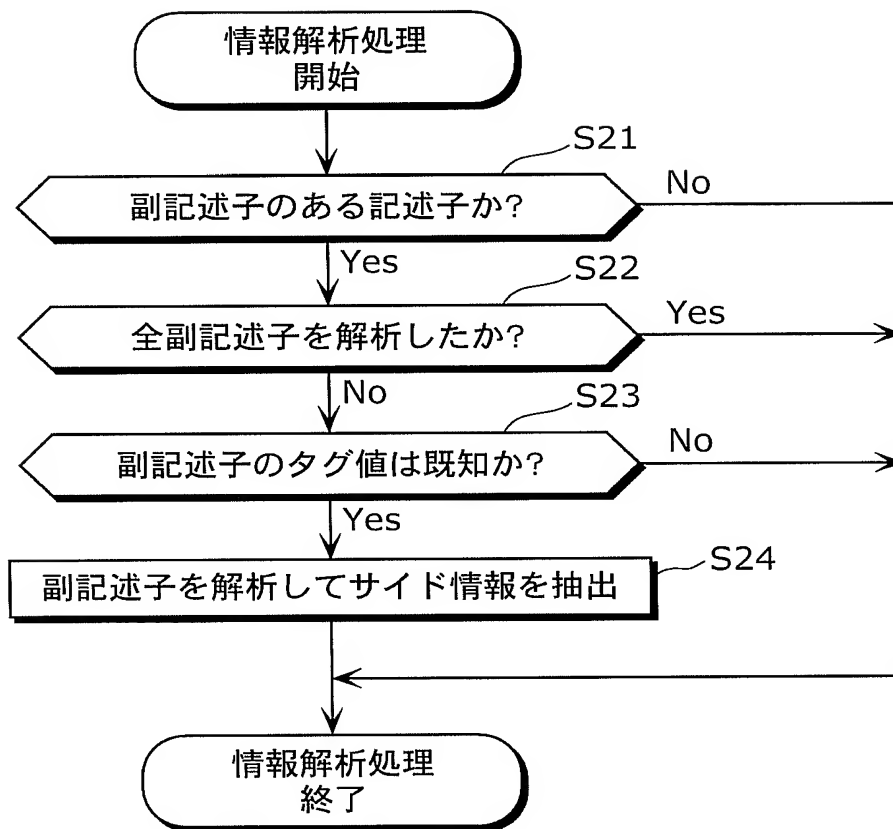 情報解析処理
開始
S21
副記述子のある記述子か?
No
Yes
S22
全副記述子を解析したか?
Yes
No
S23
副記述子のタグ値は既知か?
No
Yes
S24
副記述子を解析してサイド情報を抽出
情報解析処理
終了